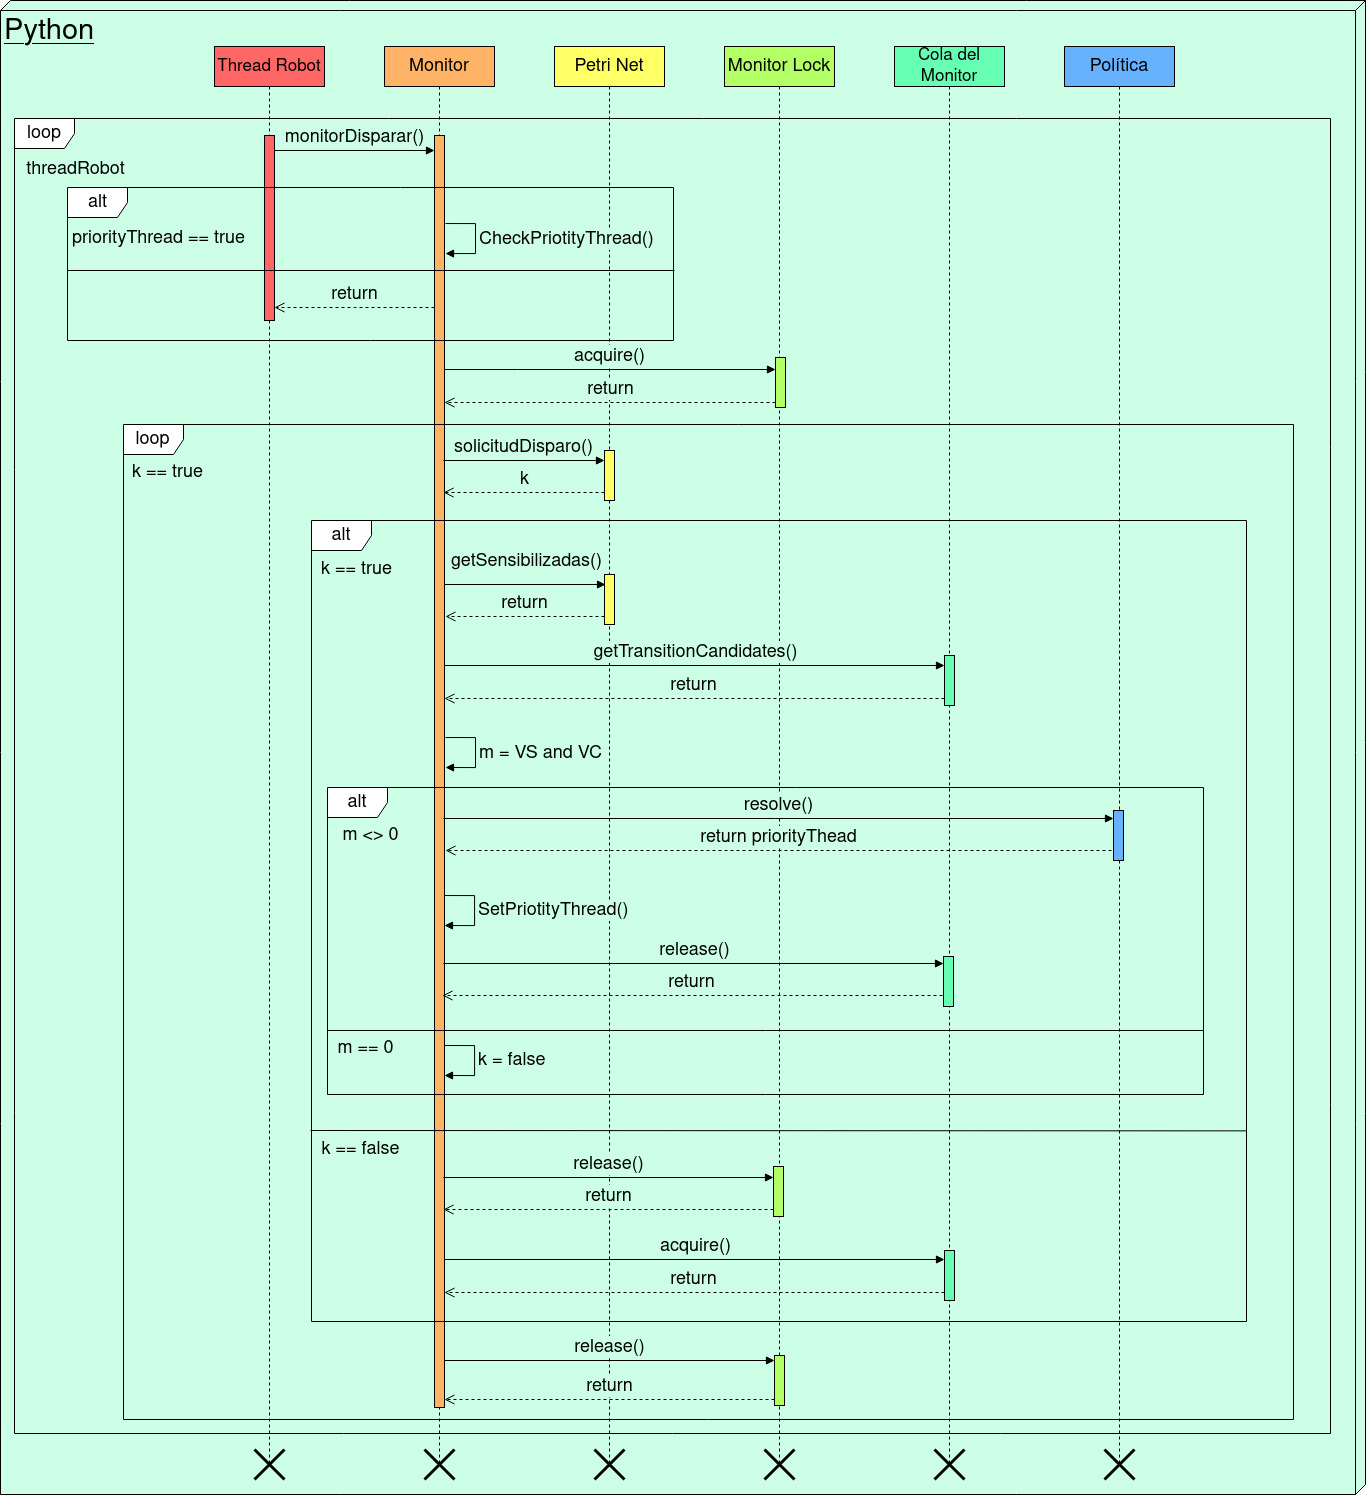 Python
Thread Robot
Monitor
Petri Net
Monitor Lock
Cola del
Monitor
Política
loop
monitorDisparar()
threadRobot
alt
priorityThread == true
CheckPriotityThread()
return
acquire()
return
loop
k == true
solicitudDisparo()
k
alt
k == true
getSensibilizadas()
return
getTransitionCandidates()
return
m = VS and VC
alt
m <> 0
resolve()
return priorityThead
SetPriotityThread()
release()
return
m == 0
k = false
k == false
release()
return
acquire()
return
release()
return